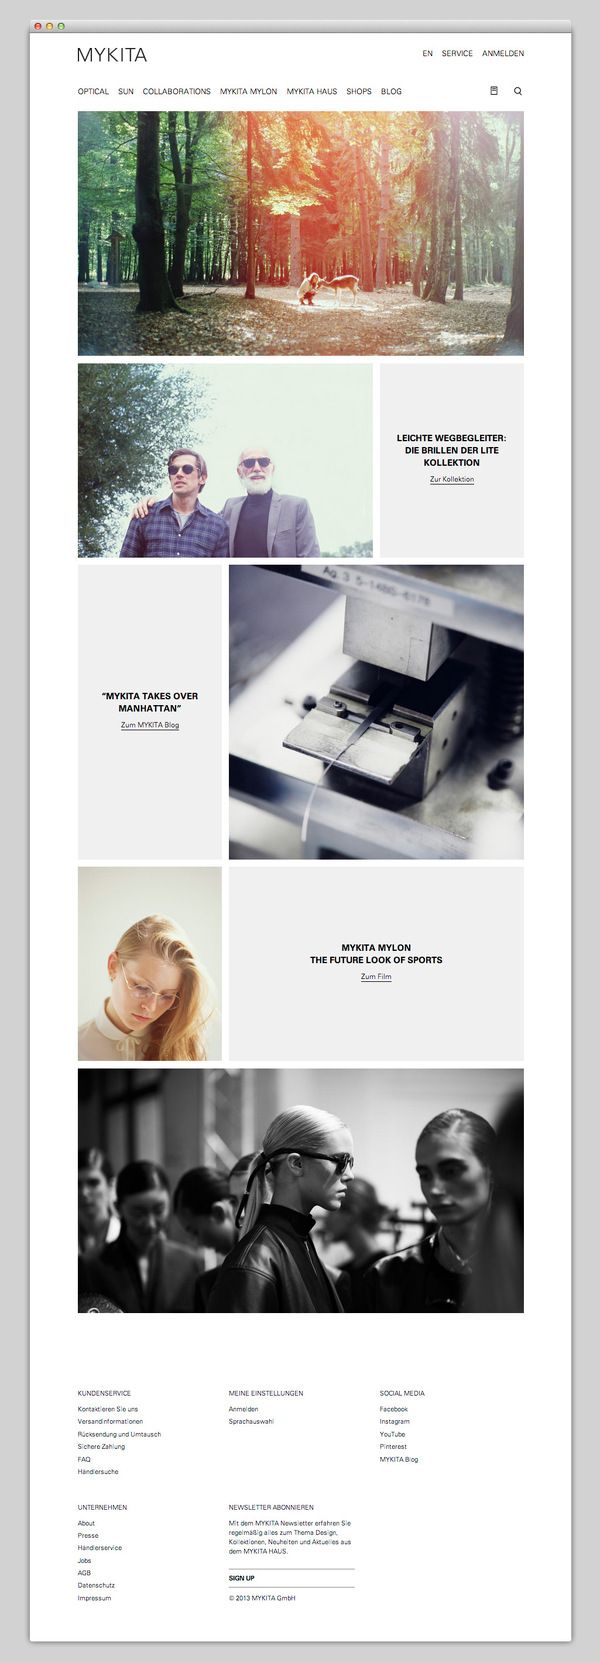 MYKITA
EN SERVICE ANMELDEN
OPTICAL SUN COLLABORATIONS MYKITA MYLON MYKITA HAUS SHOPS BLOG
LEICHTE WEGBEGLEITER:
DIE BRILLEN DER LITE
KOLLEKTION
Zur Kollektion
Ag. 3 5-1480-6178
“MYKITA TAKES OVER
MANHATTAN”
Zum MYKITA Blog
MYKITA MYLON
THE FUTURE LOOK OF SPORTS
Zum Film
KUNDENSERVICE
Kontaktieren Sie uns
Versandinformationen
Rücksendung und Umtausch
Sichere Zahlung
FAQ
Händlersuche
MEINE EINSTELLUNGEN
Anmelden
Sprachauswahl
SOCIAL MEDIA
Facebook
Instagram
YouTube
Pinterest
MYKITA Blog
UNTERNEHMEN
About
Presse
Händlerservice
Jobs
AGB
Datenschutz
Impressum
NEWSLETTER ABONNIEREN
Mit dem MYKITA Newsletter erfahren Sie
regelmäßig alles zum Thema Design,
Kollektionen, Neuheiten und Aktuelles aus
dem MYKITA HAUS.
SIGN UP
© 2013 MYKITA GmbH